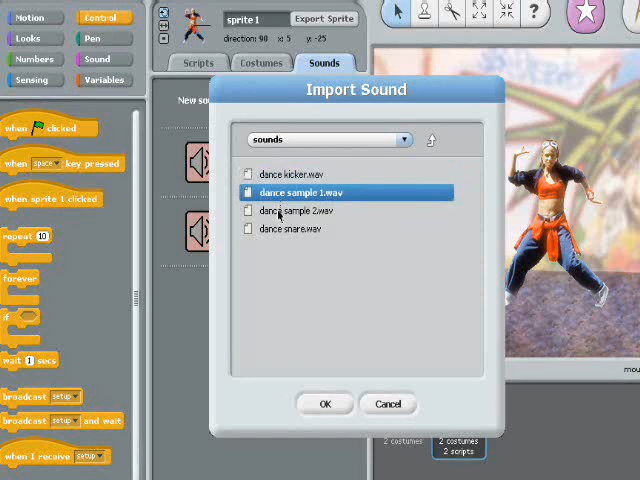 Motion
Control
Looks
Pen
Numbers
Sound
Sensing
Variables
when clicked
when space key pressed
when sprite 1 clicked
repeat 10
forever
if
wait 1 secs
broadcast setup
broadcast setup and wait
when I receive setup
sprite 1
Export Sprite
direction: 90 x: 5 y: -25
Scripts
Costumes
Sounds
New sou
Import Sound
sounds
dance kicker.wav
dance sample 1.wav
dance sample 2.wav
dance snare.wav
OK
Cancel
?
mou
2 costumes
2 costumes
2 scripts